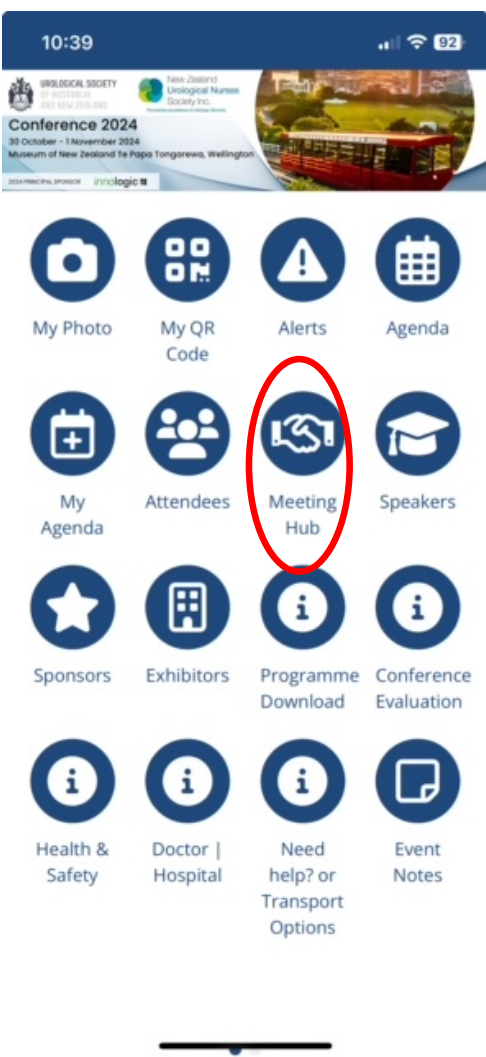 10:39
92
UROLOGICAL SOCIETY
OF AUSTRALIA
AND NEW ZEALAND
New Zealand
Urological Nurses
Society Inc.
Conference 2024
30 October - 1 November 2024
Museum of New Zealand Te Papa Tongarewa, Wellington
2024 PRINCIPAL SPONSOR
innologic
My Photo
My QR
Code
Alerts
Agenda
My
Agenda
Attendees
Meeting
Hub
Speakers
Sponsors
Exhibitors
Programme
Download
Conference
Evaluation
Health &
Safety
Doctor |
Hospital
Need
help? or
Transport
Options
Event
Notes